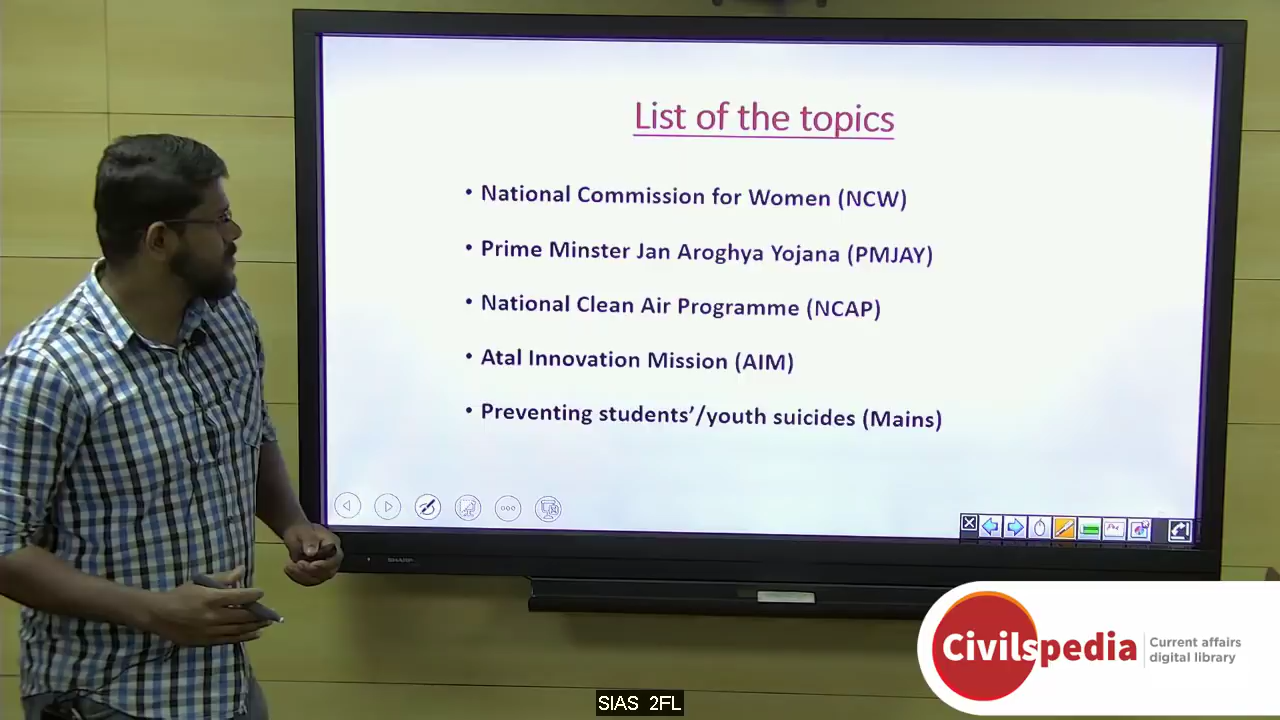 List of the topics
• National Commission for Women (NCW)
• Prime Minster Jan Aroghya Yojana (PMJAY)
• National Clean Air Programme (NCAP)
• Atal Innovation Mission (AIM)
• Preventing students’/youth suicides (Mains)
SHARP
Civilspedia
Current affairs
digital library
SIAS 2FL